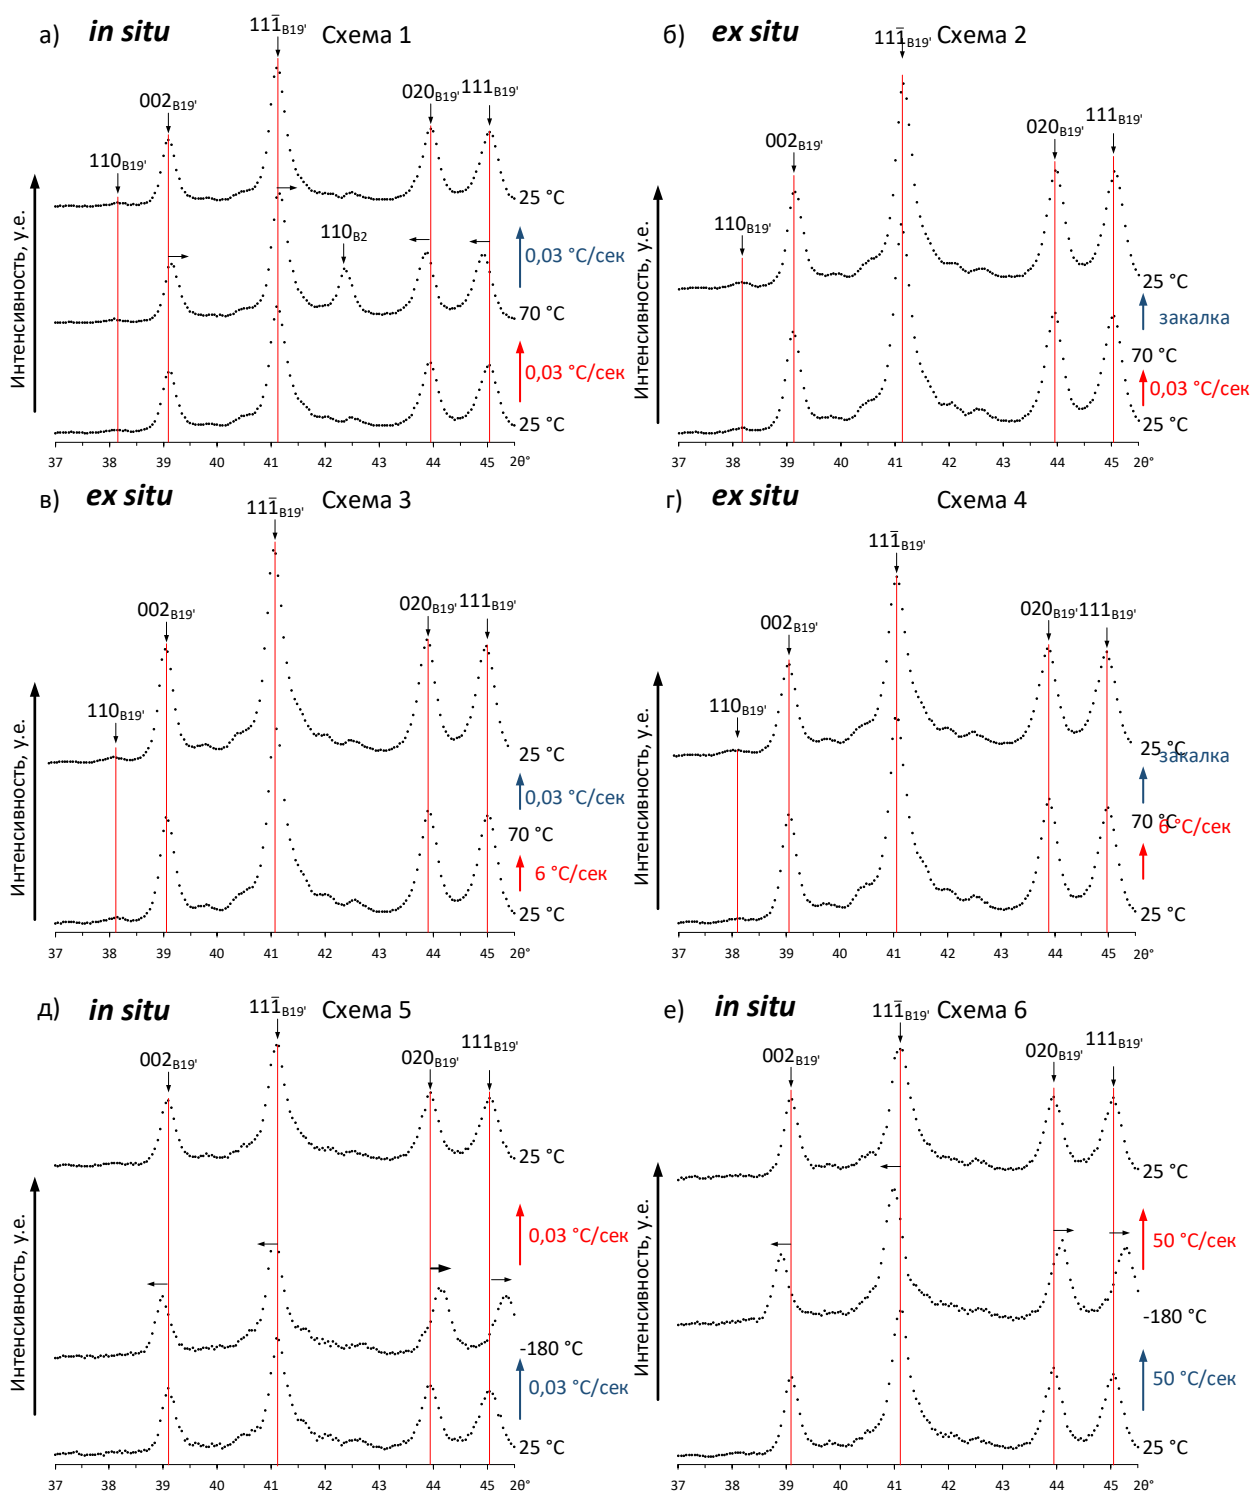 а) in situ Схема 1
111̅B19'
002B19'
020B19'
111B19'
110B19'
25 °C
110B2
0,03 °C/сек
70 °C
0,03 °C/сек
25 °C
Интенсивность, у.е.
37 38 39 40 41 42 43 44 45 2θ°
б) ex situ Схема 2
111̅B19'
020B19'
111B19'
002B19'
110B19'
25 °C
закалка
70 °C
0,03 °C/сек
25 °C
Интенсивность, у.е.
37 38 39 40 41 42 43 44 45 2θ°
в) ex situ Схема 3
111̅B19'
002B19'
020B19'
111B19'
110B19'
25 °C
0,03 °C/сек
70 °C
6 °C/сек
25 °C
Интенсивность, у.е.
37 38 39 40 41 42 43 44 45 2θ°
г) ex situ Схема 4
111̅B19'
002B19'
020B19'
111B19'
110B19'
25 °C
закалка
70 °C
6 °C/сек
25 °C
Интенсивность, у.е.
37 38 39 40 41 42 43 44 45 2θ°
д) in situ Схема 5
111̅B19'
002B19'
020B19'
111B19'
25 °C
0,03 °C/сек
-180 °C
0,03 °C/сек
25 °C
Интенсивность, у.е.
37 38 39 40 41 42 43 44 45 2θ°
е) in situ Схема 6
111̅B19'
002B19'
020B19'
111B19'
25 °C
50 °C/сек
-180 °C
50 °C/сек
25 °C
Интенсивность, у.е.
37 38 39 40 41 42 43 44 45 2θ°